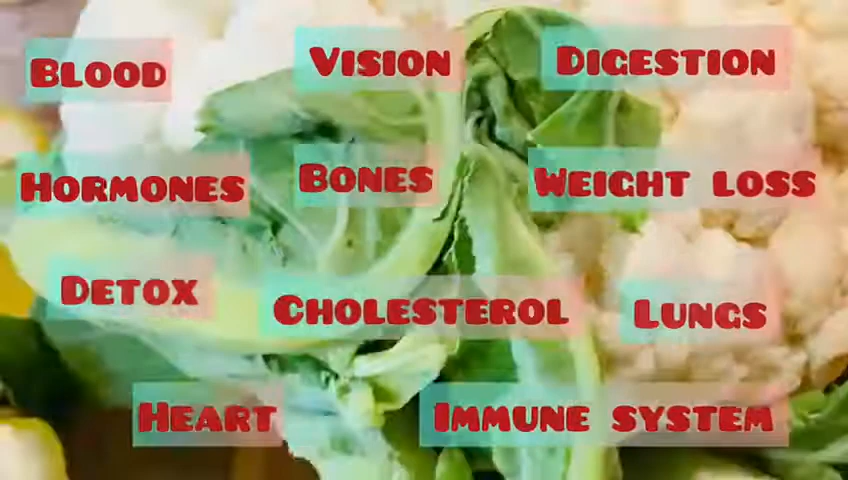 Blood Vision Digestion
Hormones Bones Weight loss
Detox Cholesterol Lungs
Heart Immune system